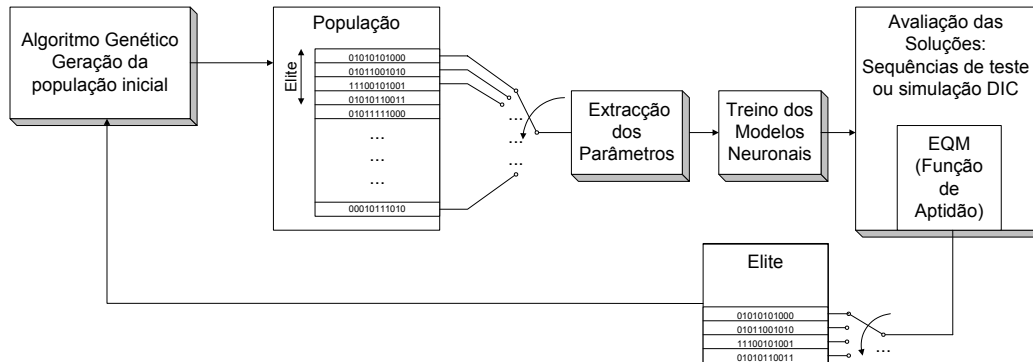 Algoritmo Genético
Geração da
população inicial
População
Elite
01010101000
01011001010
11100101001
01010110011
01011111000
...
...
...
00010111010
...
...
...
Extracção
dos
Parâmetros
Treino dos
Modelos
Neuronais
Avaliação das
Soluções:
Sequências de teste
ou simulação DIC
EQM
(Função
de
Aptidão)
Elite
01010101000
01011001010
11100101001
01010110011
...